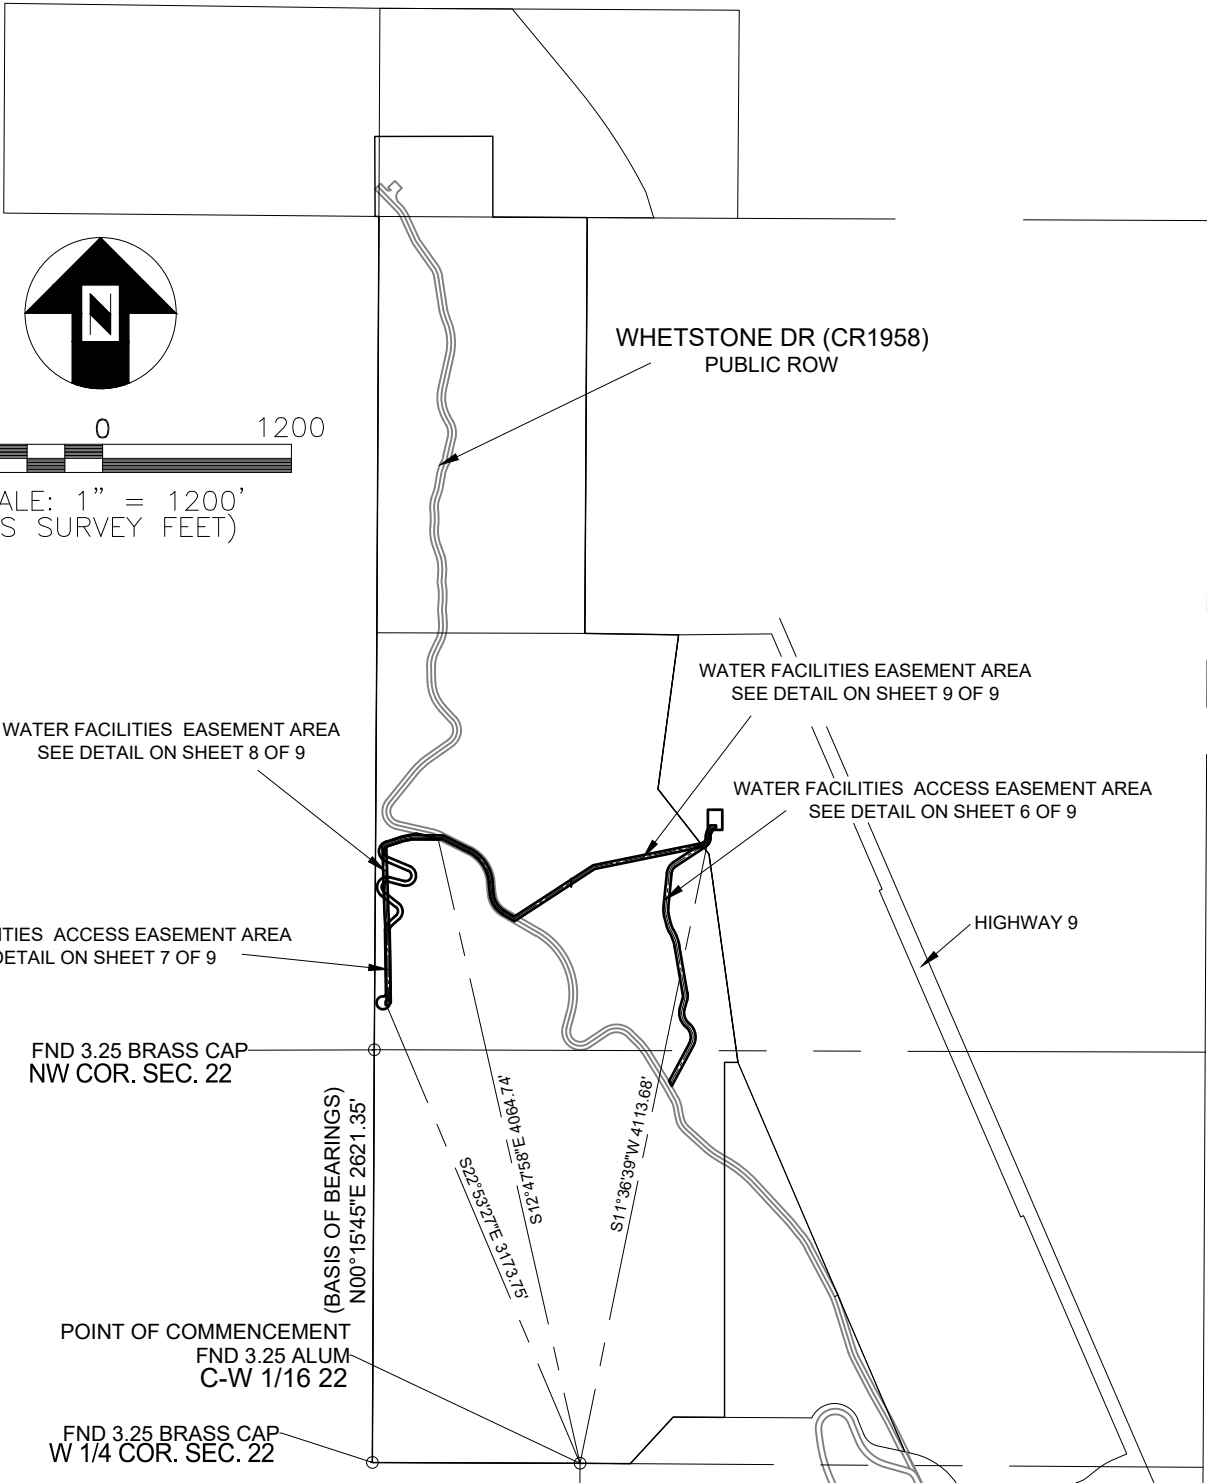 N
WHETSTONE DR (CR1958)
PUBLIC ROW
0 1200
ALE: 1" = 1200'
S SURVEY FEET)
WATER FACILITIES EASEMENT AREA
SEE DETAIL ON SHEET 9 OF 9
WATER FACILITIES EASEMENT AREA
SEE DETAIL ON SHEET 8 OF 9
WATER FACILITIES ACCESS EASEMENT AREA
SEE DETAIL ON SHEET 6 OF 9
HIGHWAY 9
ITIES ACCESS EASEMENT AREA
DETAIL ON SHEET 7 OF 9
FND 3.25 BRASS CAP
NW COR. SEC. 22
(BASIS OF BEARINGS)
N00°15'45"E 2621.35'
S22°53'27"E 3173.75'
S12°47'58"E 4064.74'
S11°36'39"W 4113.68'
POINT OF COMMENCEMENT
FND 3.25 ALUM
C-W 1/16 22
FND 3.25 BRASS CAP
W 1/4 COR. SEC. 22